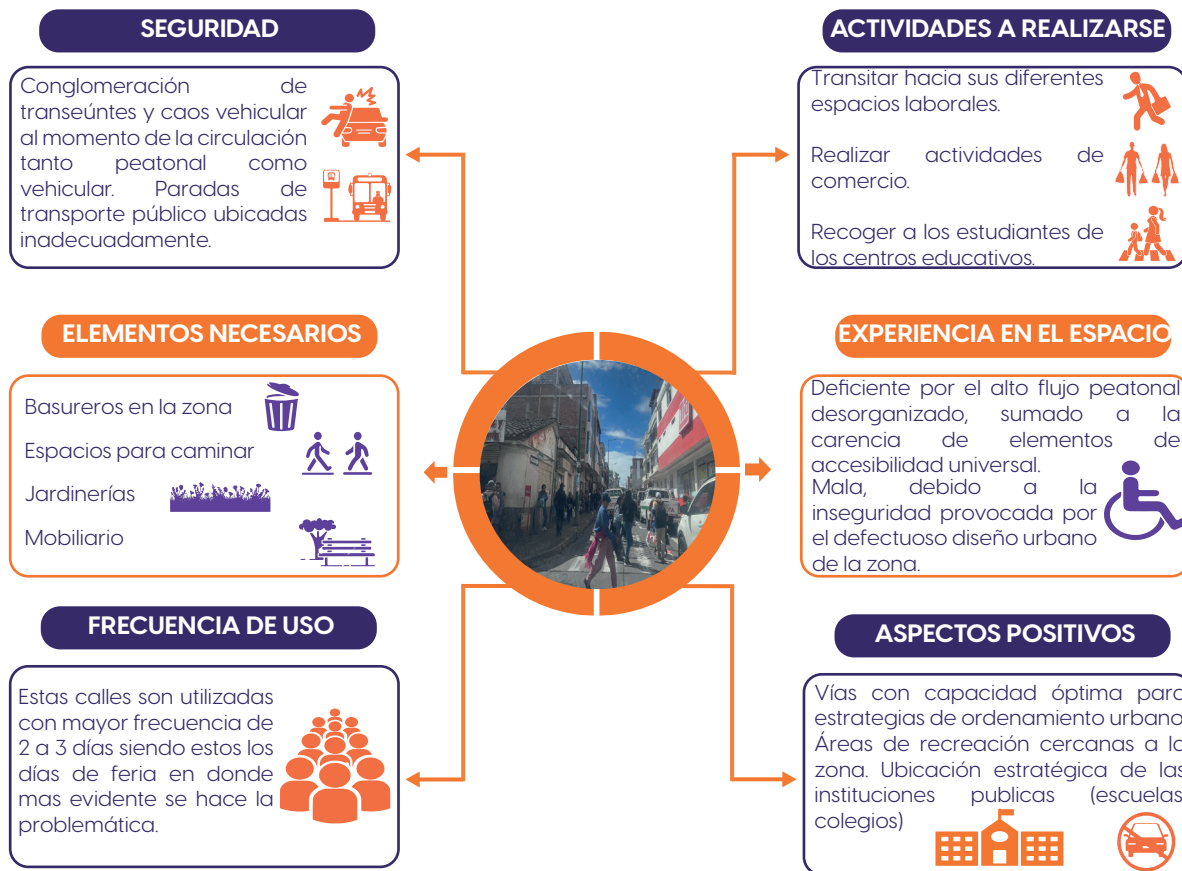 SEGURIDAD
Conglomeración de
transeúntes y caos vehicular
al momento de la circulación
tanto peatonal como
vehicular. Paradas de
transporte público ubicadas
inadecuadamente.
ELEMENTOS NECESARIOS
Basureros en la zona
Espacios para caminar
Jardinerías
Mobiliario
FRECUENCIA DE USO
Estas calles son utilizadas
con mayor frecuencia de
2 a 3 días siendo estos los
días de feria en donde
mas evidente se hace la
problemática.
ACTIVIDADES A REALIZARSE
Transitar hacia sus diferentes
espacios laborales.
Realizar actividades de
comercio.
Recoger a los estudiantes de
los centros educativos.
EXPERIENCIA EN EL ESPACIO
Deficiente por el alto flujo peatonal
desorganizado, sumado a la
carencia de elementos de
accesibilidad universal.
Mala, debido a la
inseguridad provocada por
el defectuoso diseño urbano
de la zona.
ASPECTOS POSITIVOS
Vías con capacidad óptima para
estrategias de ordenamiento urbano
Áreas de recreación cercanas a la
zona. Ubicación estratégica de las
instituciones publicas (escuelas
colegios)